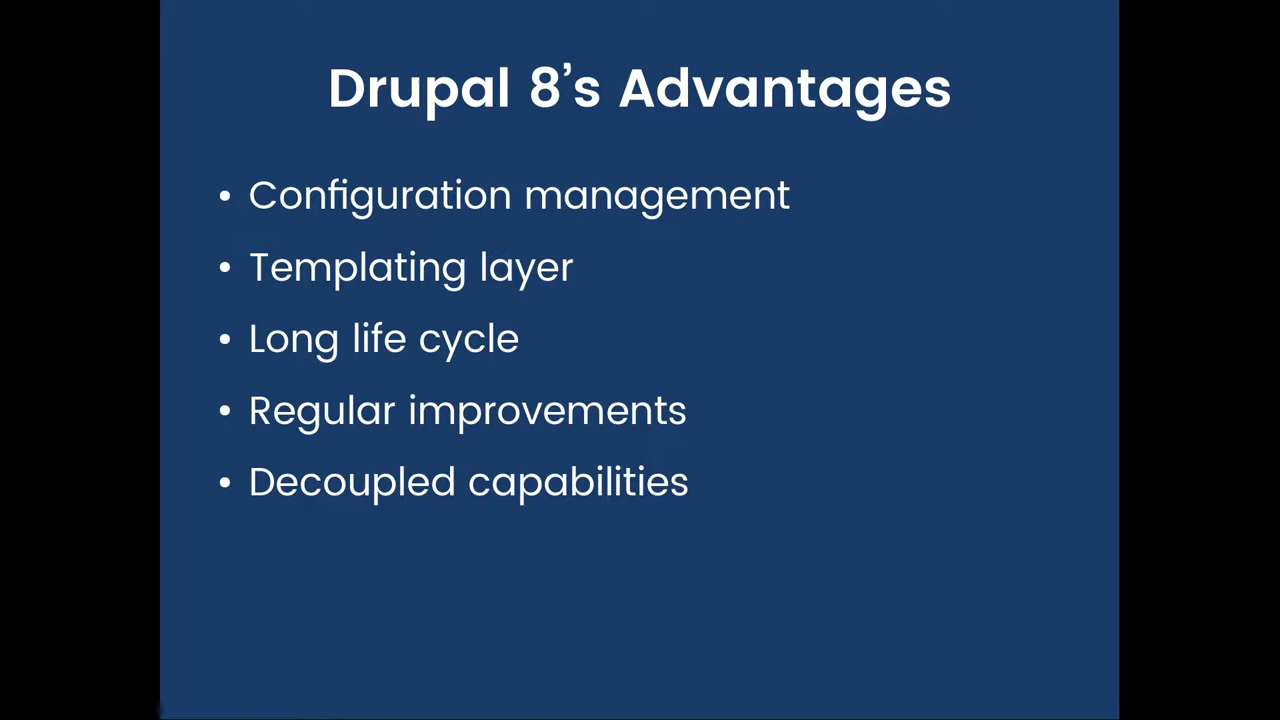 Drupal 8’s Advantages
• Configuration management
• Templating layer
• Long life cycle
• Regular improvements
• Decoupled capabilities